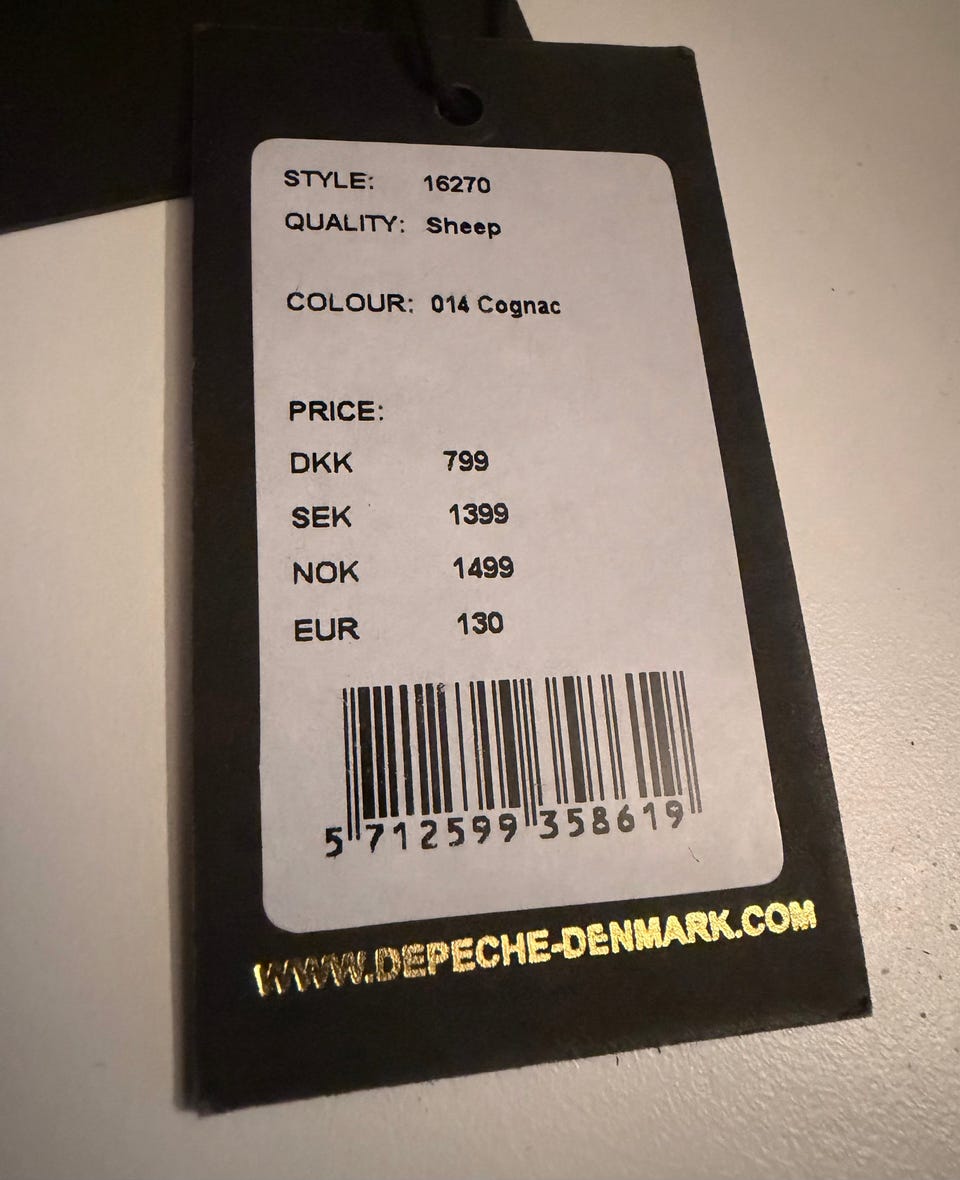 STYLE: 16270
QUALITY: Sheep
COLOUR: 014 Cognac
PRICE:
DKK 799
SEK 1399
NOK 1499
EUR 130
5 712599 358619
WWW.DEPECHE-DENMARK.COM